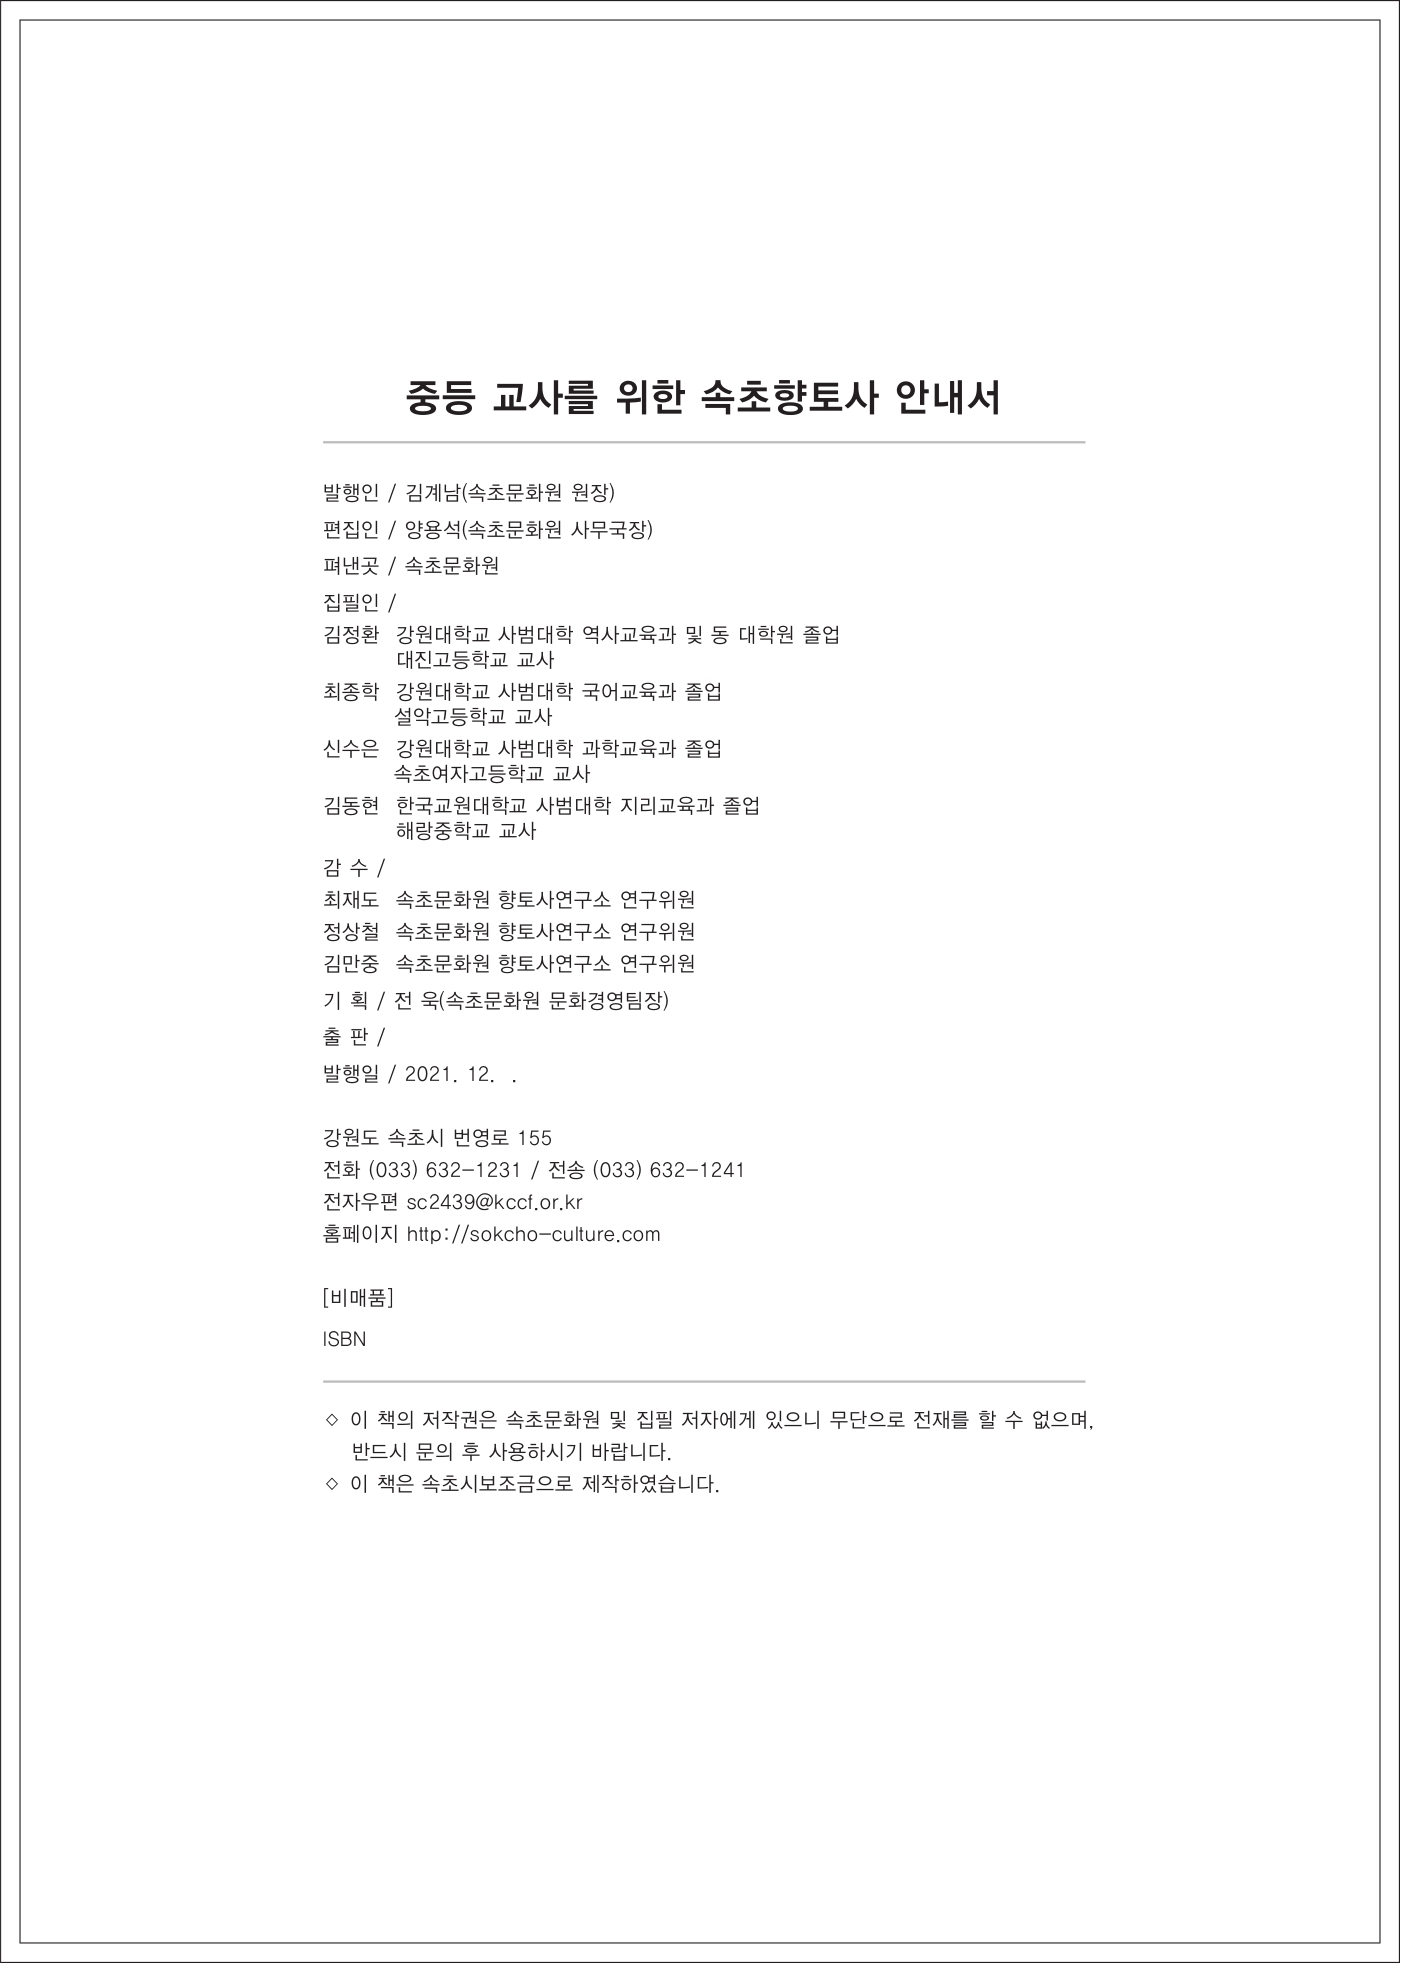 중등 교사를 위한 속초향토사 안내서
발행인 / 김계남(속초문화원 원장)
편집인 / 양용석(속초문화원 사무국장)
펴낸곳 / 속초문화원
집필인 /
김정환 강원대학교 사범대학 역사교육과 및 동 대학원 졸업
대진고등학교 교사
최종학 강원대학교 사범대학 국어교육과 졸업
설악고등학교 교사
신수은 강원대학교 사범대학 과학교육과 졸업
속초여자고등학교 교사
김동현 한국교원대학교 사범대학 지리교육과 졸업
해랑중학교 교사
감 수 /
최재도 속초문화원 향토사연구소 연구위원
정상철 속초문화원 향토사연구소 연구위원
김만중 속초문화원 향토사연구소 연구위원
기 획 / 전 욱(속초문화원 문화경영팀장)
출 판 /
발행일 / 2021. 12. .
강원도 속초시 번영로 155
전화 (033) 632-1231 / 전송 (033) 632-1241
전자우편 sc2439@kccf.or.kr
홈페이지 http://sokcho-culture.com
[비매품]
ISBN
◇ 이 책의 저작권은 속초문화원 및 집필 저자에게 있으니 무단으로 전재를 할 수 없으며,
반드시 문의 후 사용하시기 바랍니다.
◇ 이 책은 속초시보조금으로 제작하였습니다.